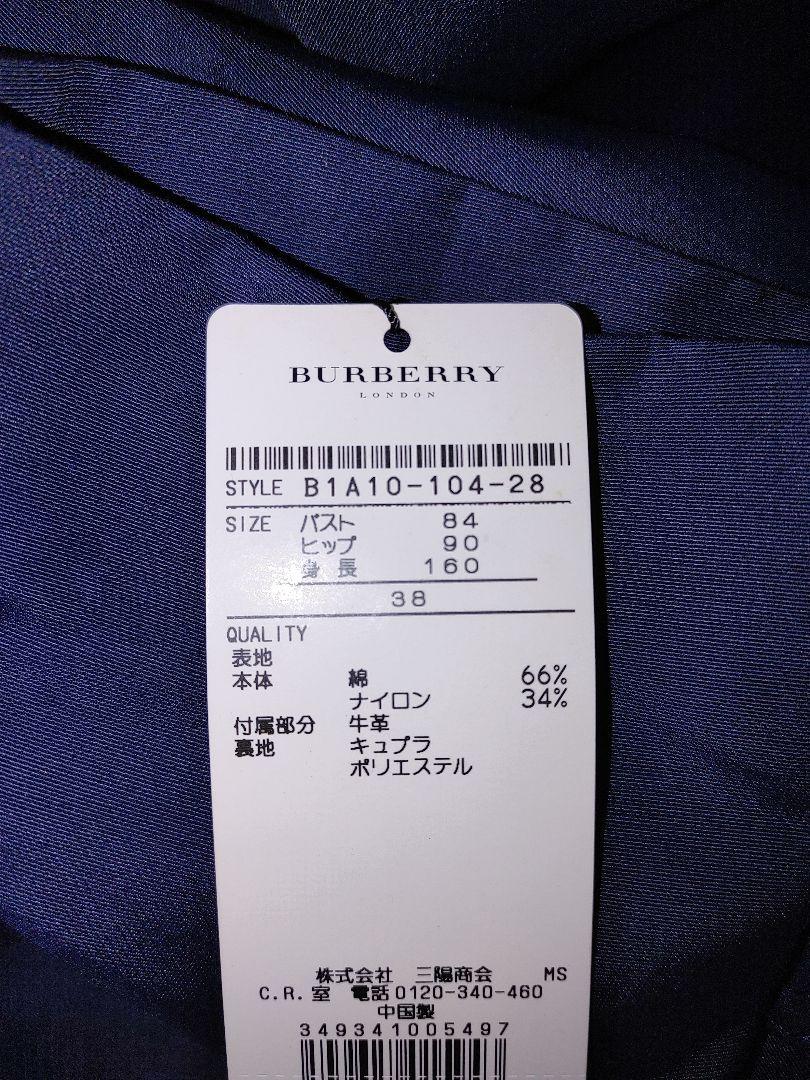 BURBERRY
LONDON
STYLE B1A10-104-28
SIZE バスト 84
ヒップ 90
身長 160
38
QUALITY
表地
本体 綿 66%
ナイロン 34%
付属部分 牛革
裏地 キュプラ
ポリエステル
株式会社 三陽商会 MS
C.R.室 電話0120-340-460
中国製
3493410054971